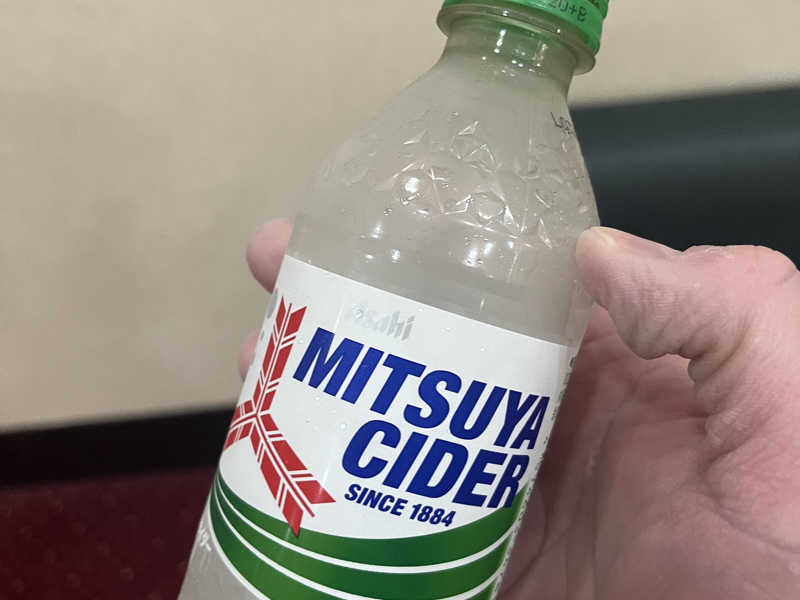 Asahi
MITSUYA
CIDER
SINCE 1884